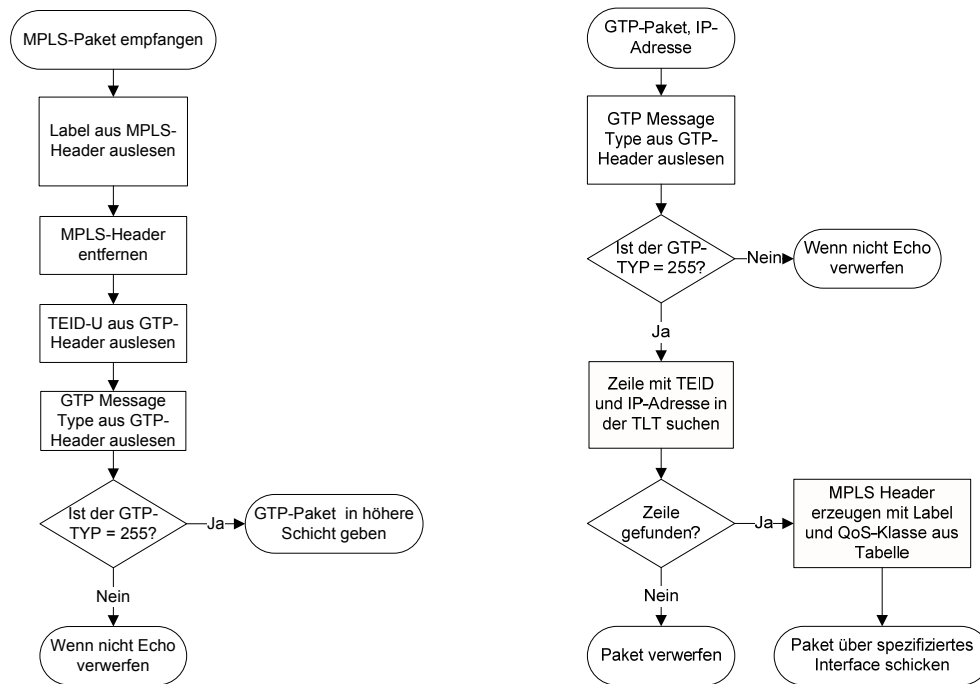 MPLS-Paket empfangen
Label aus MPLS-
Header auslesen
MPLS-Header
entfernen
TEID-U aus GTP-
Header auslesen
GTP Message
Type aus GTP-
Header auslesen
Ist der GTP-
TYP = 255?
Ja
GTP-Paket in höhere
Schicht geben
Nein
Wenn nicht Echo
verwerfen
GTP-Paket, IP-
Adresse
GTP Message
Type aus GTP-
Header auslesen
Ist der GTP-
TYP = 255?
Nein
Wenn nicht Echo
verwerfen
Ja
Zeile mit TEID
und IP-Adresse in
der TLT suchen
Zeile
gefunden?
Ja
MPLS Header
erzeugen mit Label
und QoS-Klasse aus
Tabelle
Nein
Paket verwerfen
Paket über spezifiziertes
Interface schicken